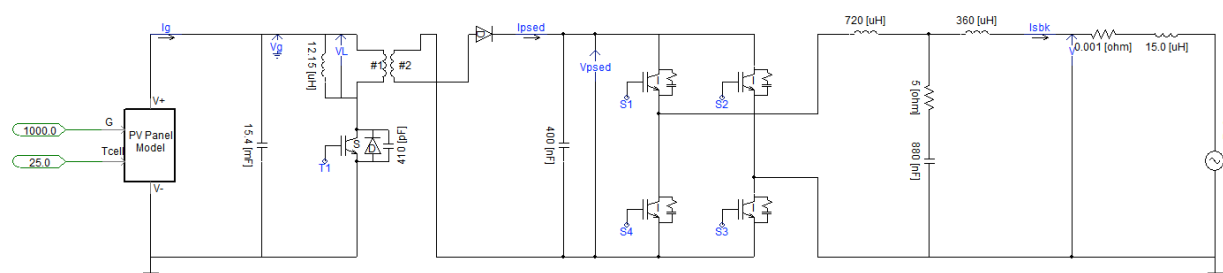 Ig
Vg
12.15 [uH]
VL
#1
#2
D
Ipsed
Vpsed
720 [uH]
360 [uH]
Isbk
V
0.001 [ohm]
15.0 [uH]
S1
I
S2
I
5 [ohm]
V+
1000.0
G
PV Panel
Model
Tcell
25.0
V-
15.4 [mF]
T1
S
D
410 [pF]
400 [nF]
880 [nF]
S4
I
S3
I